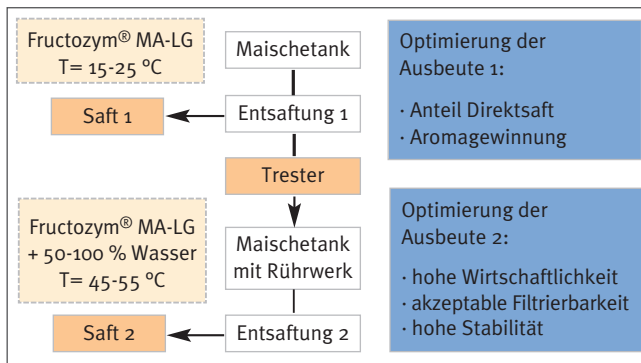 Fructozym® MA-LG
T= 15-25 °C
Maischetank
Optimierung der
Ausbeute 1:
· Anteil Direktsaft
· Aromagewinnung
Saft 1
Entsaftung 1
Trester
Fructozym® MA-LG
+ 50-100 % Wasser
T= 45-55 °C
Maischetank
mit Rührwerk
Optimierung der
Ausbeute 2:
· hohe Wirtschaftlichkeit
· akzeptable Filtrierbarkeit
· hohe Stabilität
Saft 2
Entsaftung 2